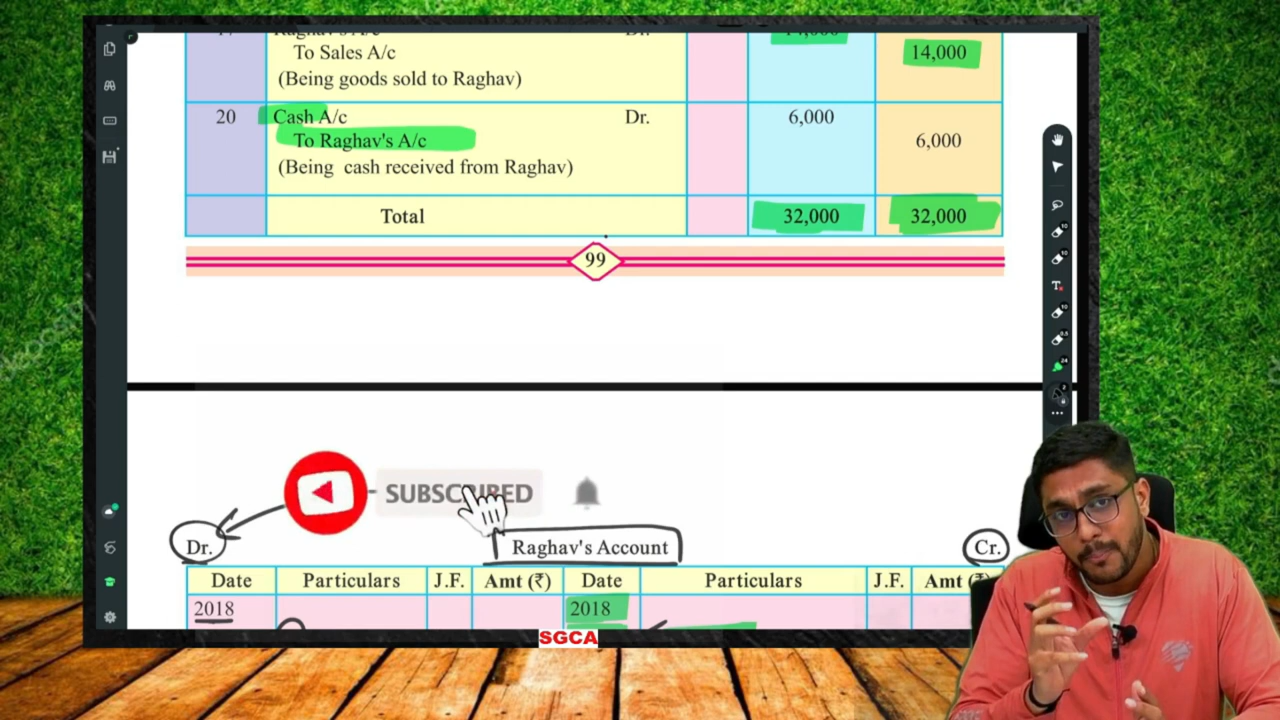 To Sales A/c 14,000
(Being goods sold to Raghav)
20 Cash A/c Dr. 6,000
To Raghav's A/c 6,000
(Being cash received from Raghav)
Total 32,000 32,000
99
SUBSCRIBED
Dr. Raghav's Account Cr.
Date Particulars J.F. Amt (₹) Date Particulars J.F. Amt
2018 2018
SGCA